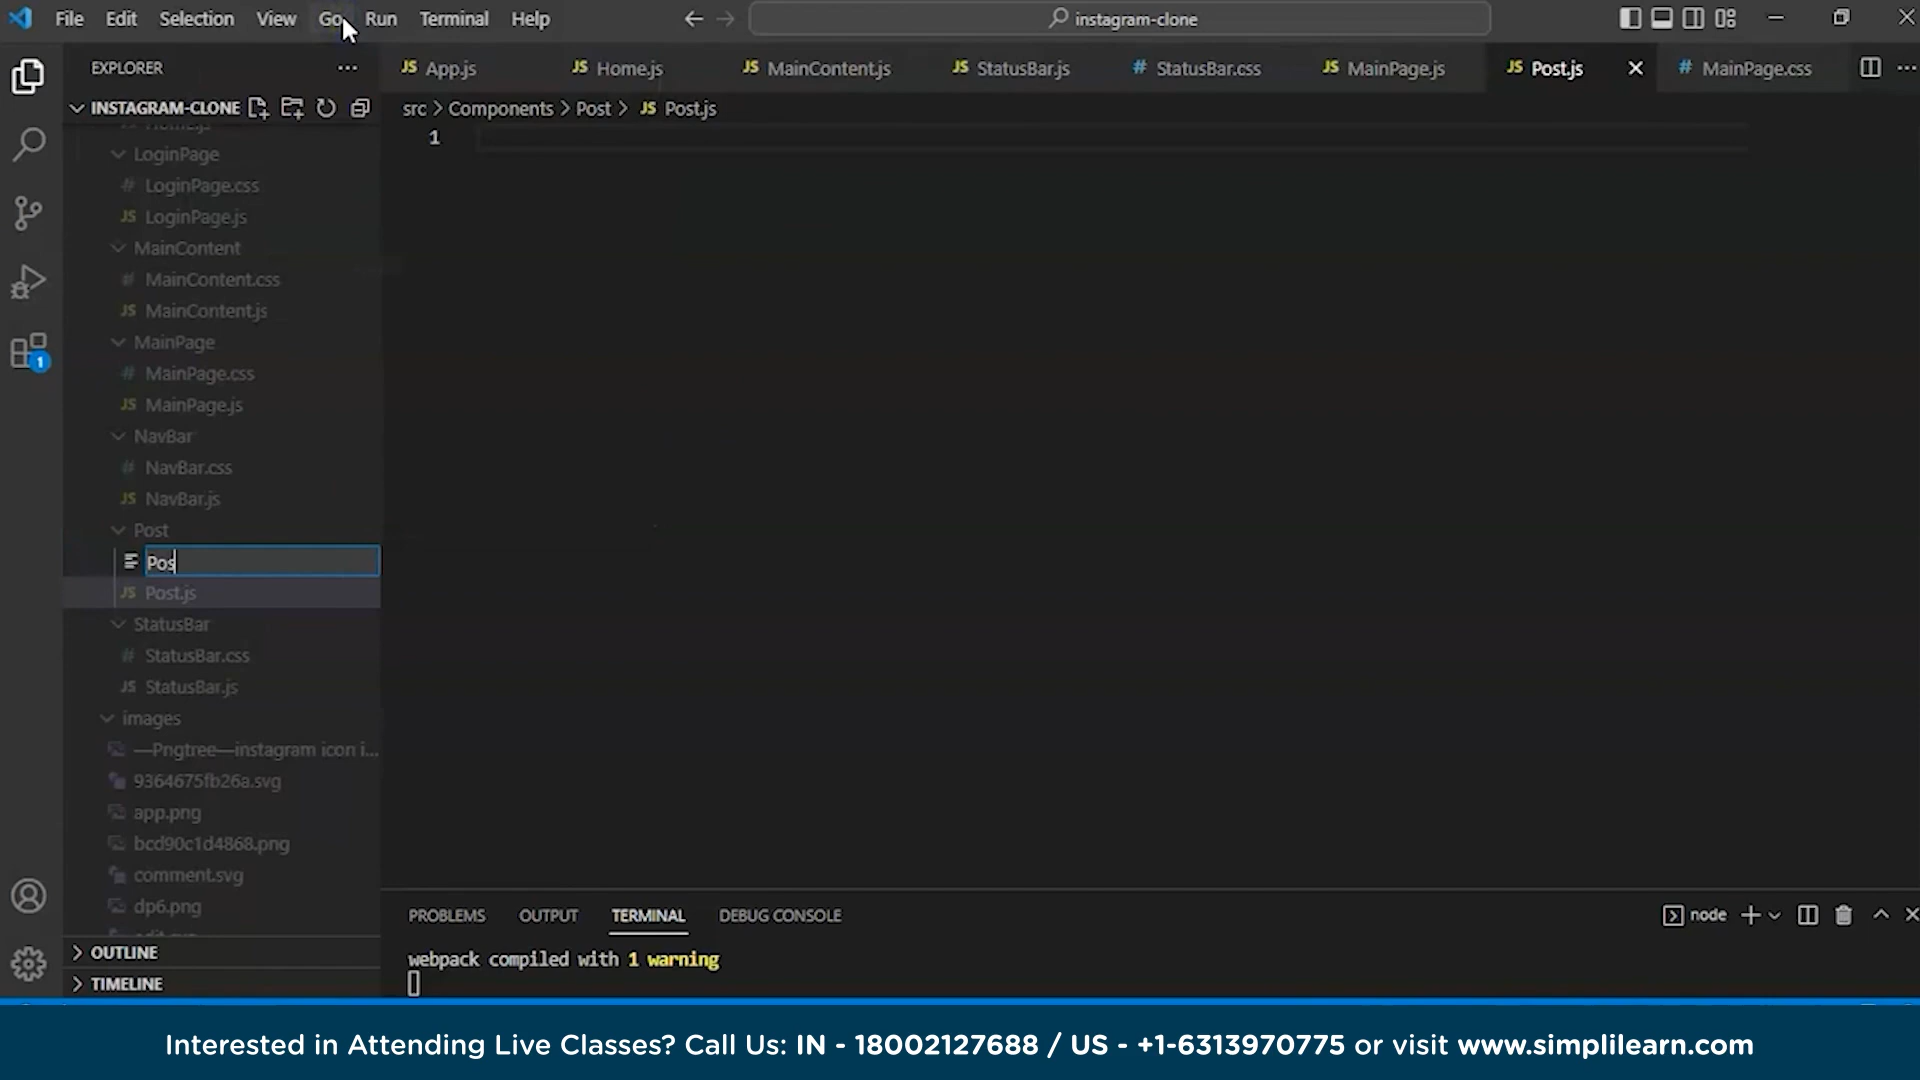 File Edit Selection View Go Run Terminal Help
instagram-clone
EXPLORER
App.js Home.js MainContent.js StatusBar.js StatusBar.css MainPage.js Post.js MainPage.css
INSTAGRAM-CLONE
src > Components > Post > JS Post.js
1
Home.js
LoginPage
LoginPage.css
LoginPage.js
MainContent
MainContent.css
MainContent.js
MainPage
MainPage.css
MainPage.js
NavBar
NavBar.css
NavBar.js
Post
Pos
Post.js
StatusBar
StatusBar.css
StatusBar.js
images
—Pngtree—instagram icon i...
9364675fb26a.svg
app.png
bcd90c1d4868.png
comment.svg
dp6.png
OUTLINE
TIMELINE
PROBLEMS OUTPUT TERMINAL DEBUG CONSOLE
node
webpack compiled with 1 warning
Interested in Attending Live Classes? Call Us: IN - 18002127688 / US - +1-6313970775 or visit www.simplilearn.com